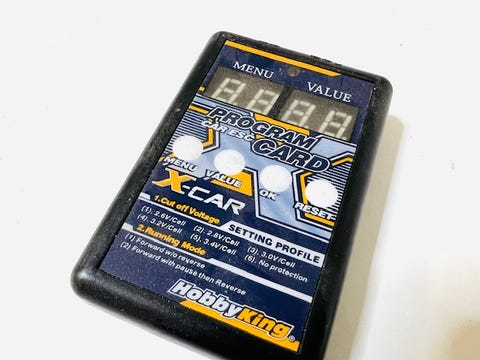 MENU VALUE
PROGRAM
CAR ESC CARD
MENU VALUE OK RESET
X-CAR
SETTING PROFILE
1.Cut off Voltage
(1). 2.6V/Cell (2). 2.8V/Cell (3). 3.0V/Cell
(4). 3.2V/Cell (5). 3.4V/Cell (6). No protection
2.Running Mode
(1) Forward w/o reverse
(2) Forward with pause then Reverse
HobbyKing®